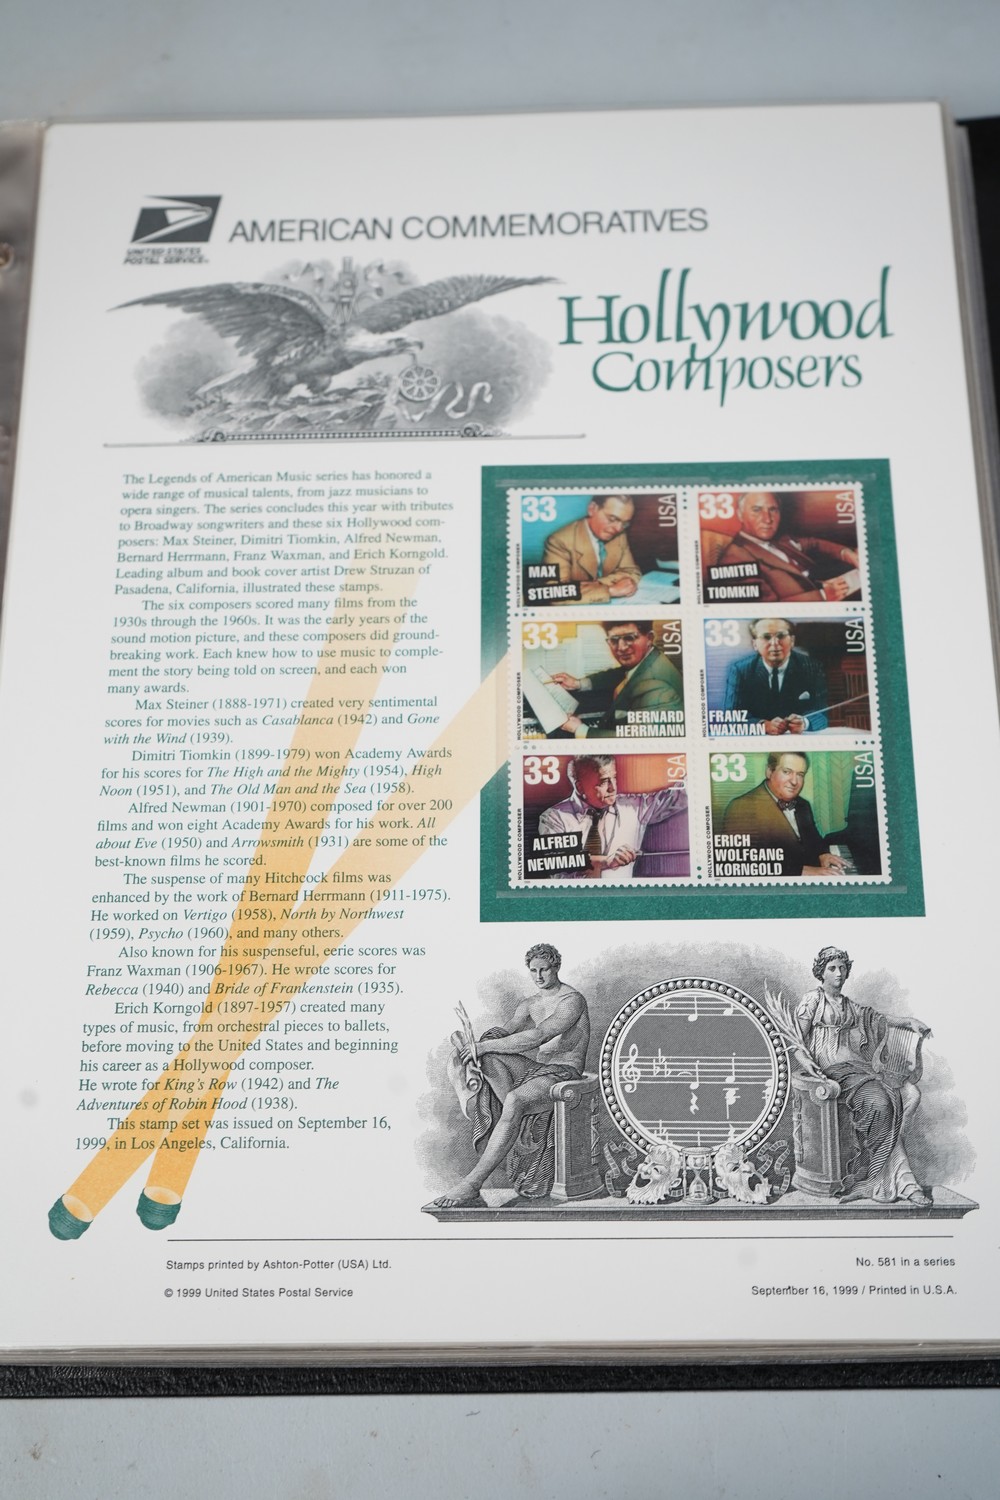 UNITED STATES
POSTAL SERVICE
AMERICAN COMMEMORATIVES
Hollywood
Composers
The Legends of American Music series has honored a
wide range of musical talents, from jazz musicians to
opera singers. The series concludes this year with tributes
to Broadway songwriters and these six Hollywood com-
posers: Max Steiner, Dimitri Tiomkin, Alfred Newman,
Bernard Herrmann, Franz Waxman, and Erich Korngold.
Leading album and book cover artist Drew Struzan of
Pasadena, California, illustrated these stamps.
The six composers scored many films from the
1930s through the 1960s. It was the early years of the
sound motion picture, and these composers did ground-
breaking work. Each knew how to use music to comple-
ment the story being told on screen, and each won
many awards.
Max Steiner (1888-1971) created very sentimental
scores for movies such as Casablanca (1942) and Gone
with the Wind (1939).
Dimitri Tiomkin (1899-1979) won Academy Awards
for his scores for The High and the Mighty (1954), High
Noon (1951), and The Old Man and the Sea (1958).
Alfred Newman (1901-1970) composed for over 200
films and won eight Academy Awards for his work. All
about Eve (1950) and Arrowsmith (1931) are some of the
best-known films he scored.
The suspense of many Hitchcock films was
enhanced by the work of Bernard Herrmann (1911-1975).
He worked on Vertigo (1958), North by Northwest
(1959), Psycho (1960), and many others.
Also known for his suspenseful, eerie scores was
Franz Waxman (1906-1967). He wrote scores for
Rebecca (1940) and Bride of Frankenstein (1935).
Erich Korngold (1897-1957) created many
types of music, from orchestral pieces to ballets,
before moving to the United States and beginning
his career as a Hollywood composer.
He wrote for King's Row (1942) and The
Adventures of Robin Hood (1938).
This stamp set was issued on September 16,
1999, in Los Angeles, California.
33
USA
HOLLYWOOD COMPOSER
MAX
STEINER
33
USA
HOLLYWOOD COMPOSER
DIMITRI
TIOMKIN
33
USA
HOLLYWOOD COMPOSER
BERNARD
HERRMANN
33
USA
HOLLYWOOD COMPOSER
FRANZ
WAXMAN
33
USA
HOLLYWOOD COMPOSER
ALFRED
NEWMAN
33
USA
HOLLYWOOD COMPOSER
ERICH
WOLFGANG
KORNGOLD
Stamps printed by Ashton-Potter (USA) Ltd.
© 1999 United States Postal Service
No. 581 in a series
September 16, 1999 / Printed in U.S.A.